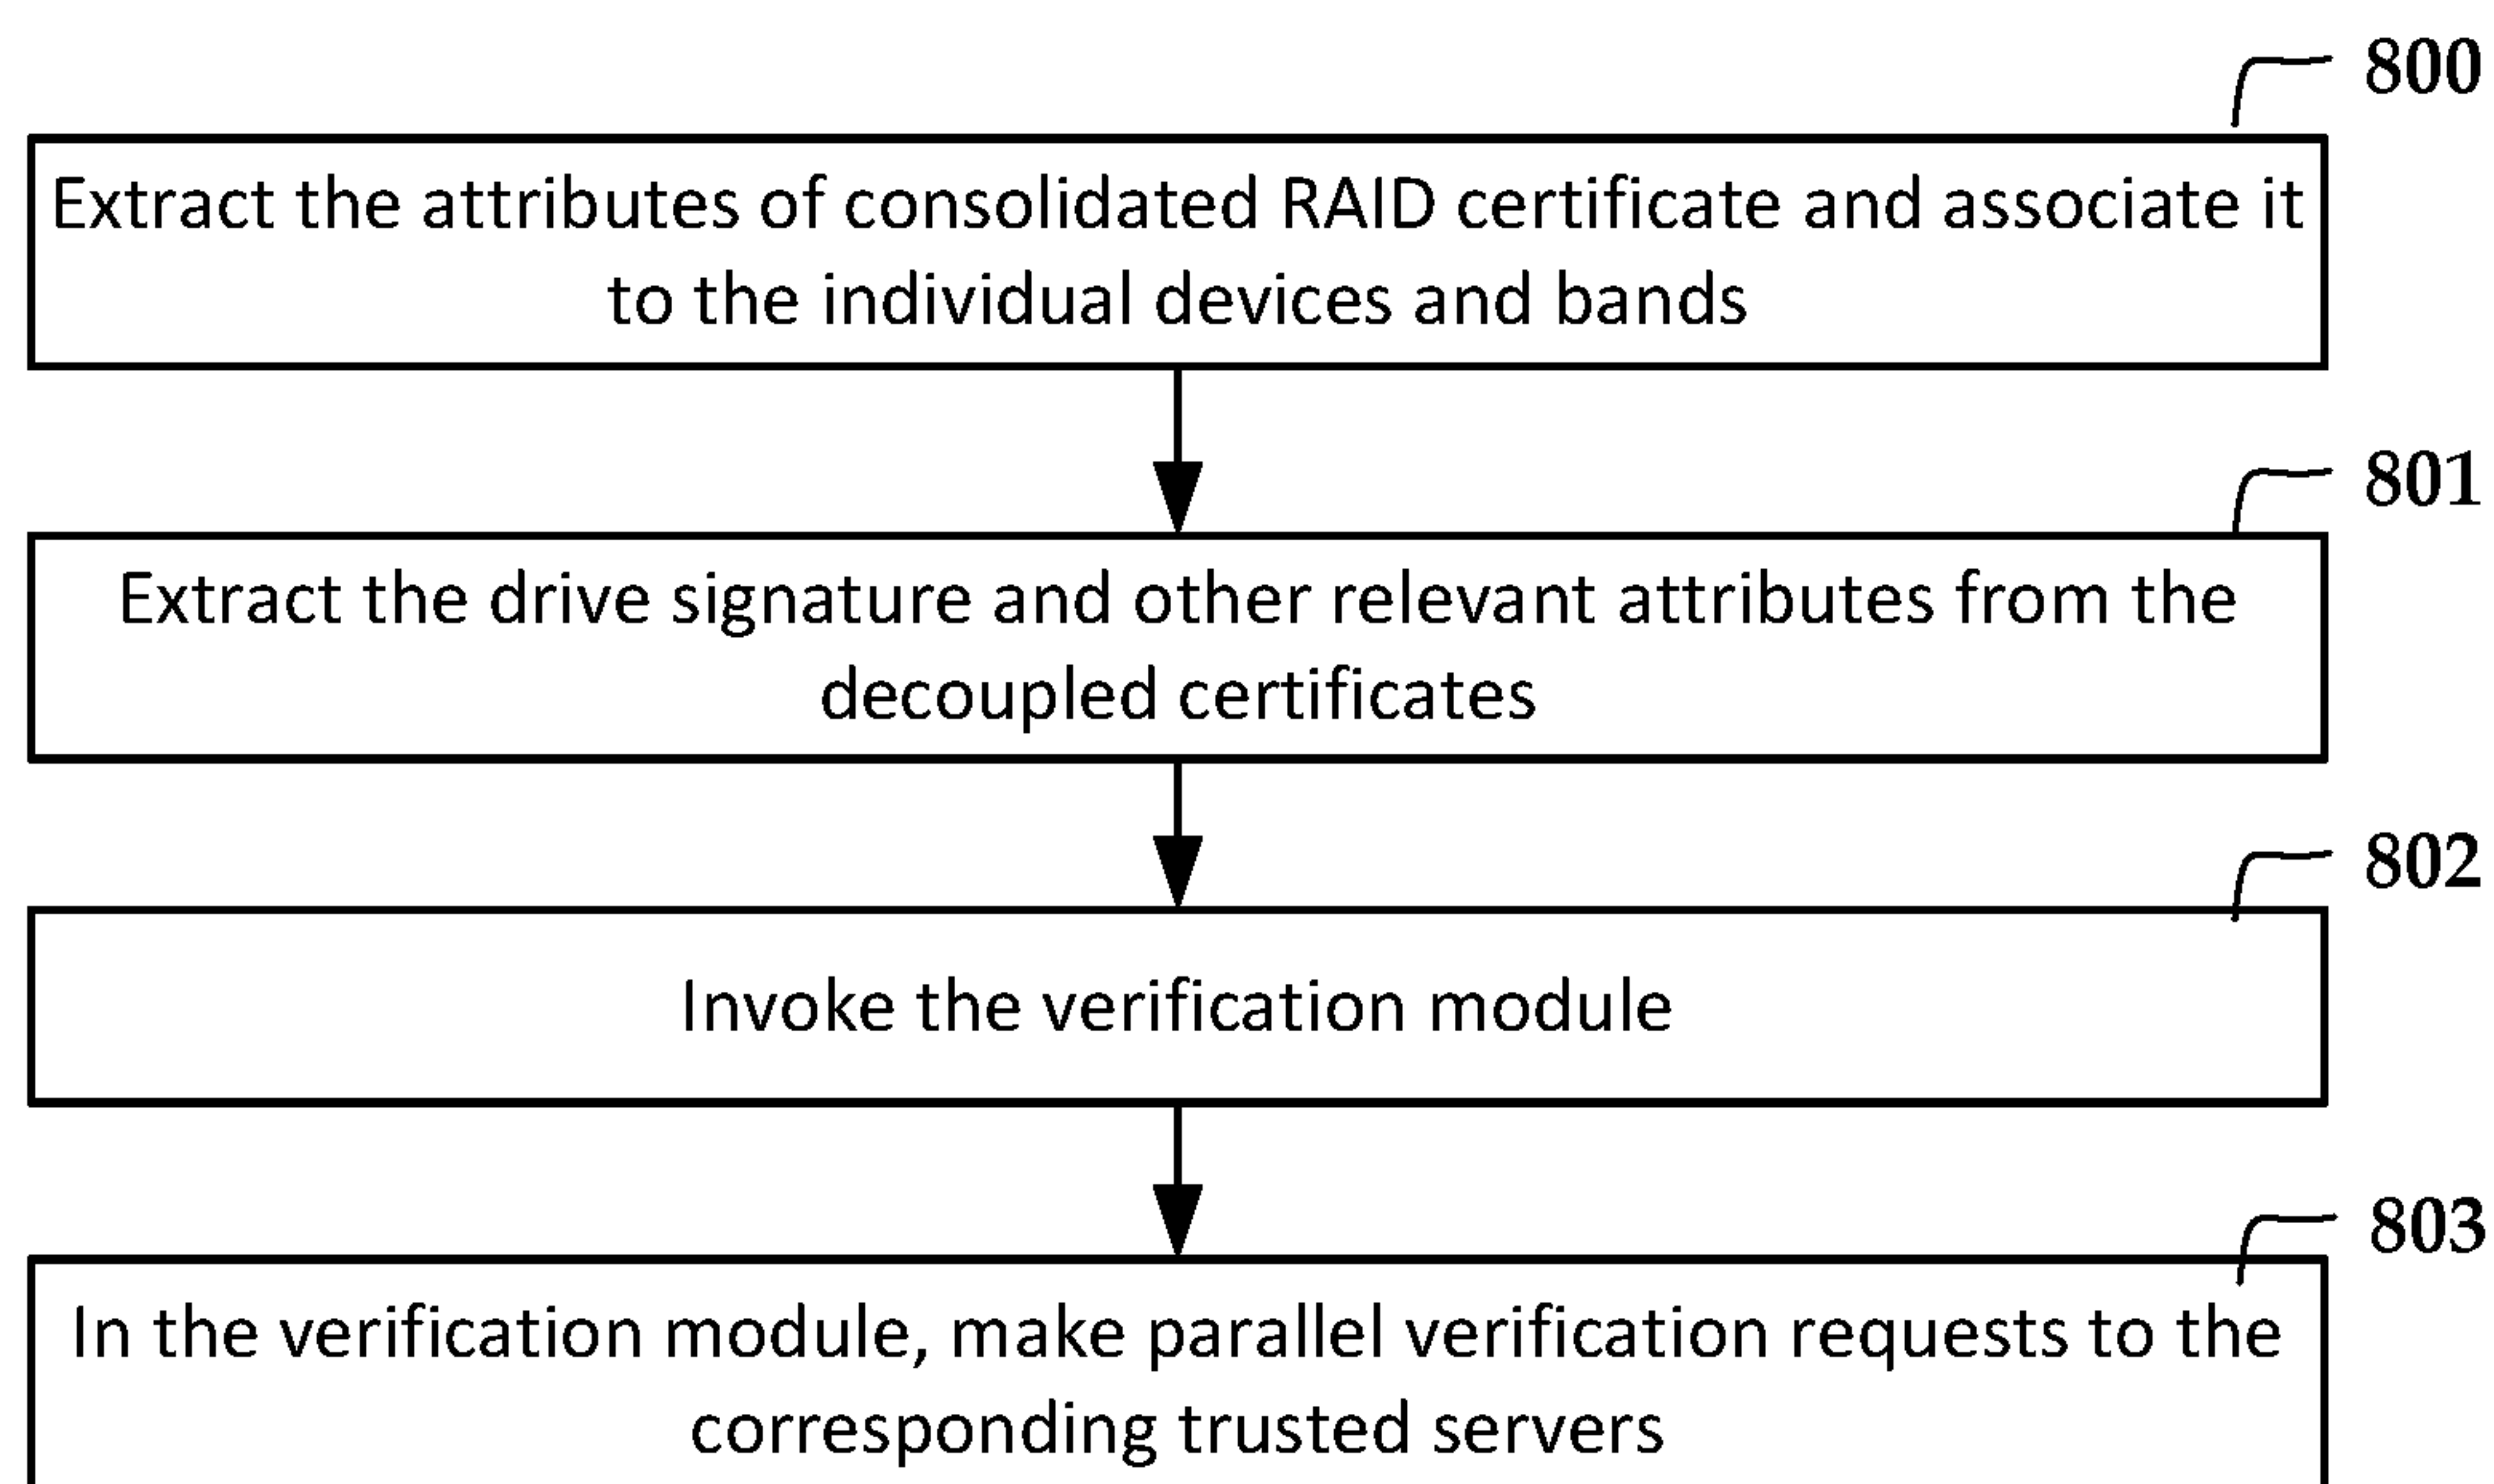 800
Extract the attributes of consolidated RAID certificate and associate it
to the individual devices and bands
801
Extract the drive signature and other relevant attributes from the
decoupled certificates
802
Invoke the verification module
803
In the verification module, make parallel verification requests to the
corresponding trusted servers